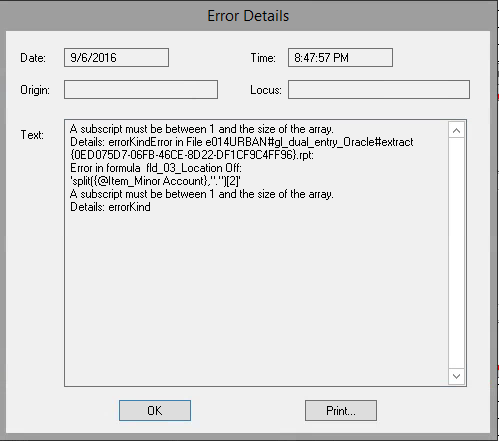 Error Details
Date: 9/6/2016 Time: 8:47:57 PM
Origin: Locus:
Text: A subscript must be between 1 and the size of the array.
Details: errorKindError in File e014URBAN#gl_dual_entry_Oracle#extract
{0ED075D7-06FB-46CE-8D22-DF1CF9C4FF96}.rpt:
Error in formula fld_03_Location Off:
'split({@Item_Minor Account},".")[2]'
A subscript must be between 1 and the size of the array.
Details: errorKind
OK Print...